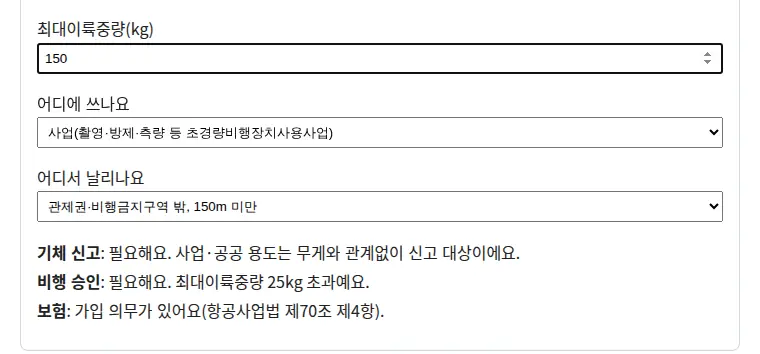 최대이륙중량(kg)
150
어디에 쓰나요
사업(촬영·방제·측량 등 초경량비행장치사용사업)
어디서 날리나요
관제권·비행금지구역 밖, 150m 미만
기체 신고: 필요해요. 사업·공공 용도는 무게와 관계없이 신고 대상이에요.
비행 승인: 필요해요. 최대이륙중량 25kg 초과예요.
보험: 가입 의무가 있어요(항공사업법 제70조 제4항).